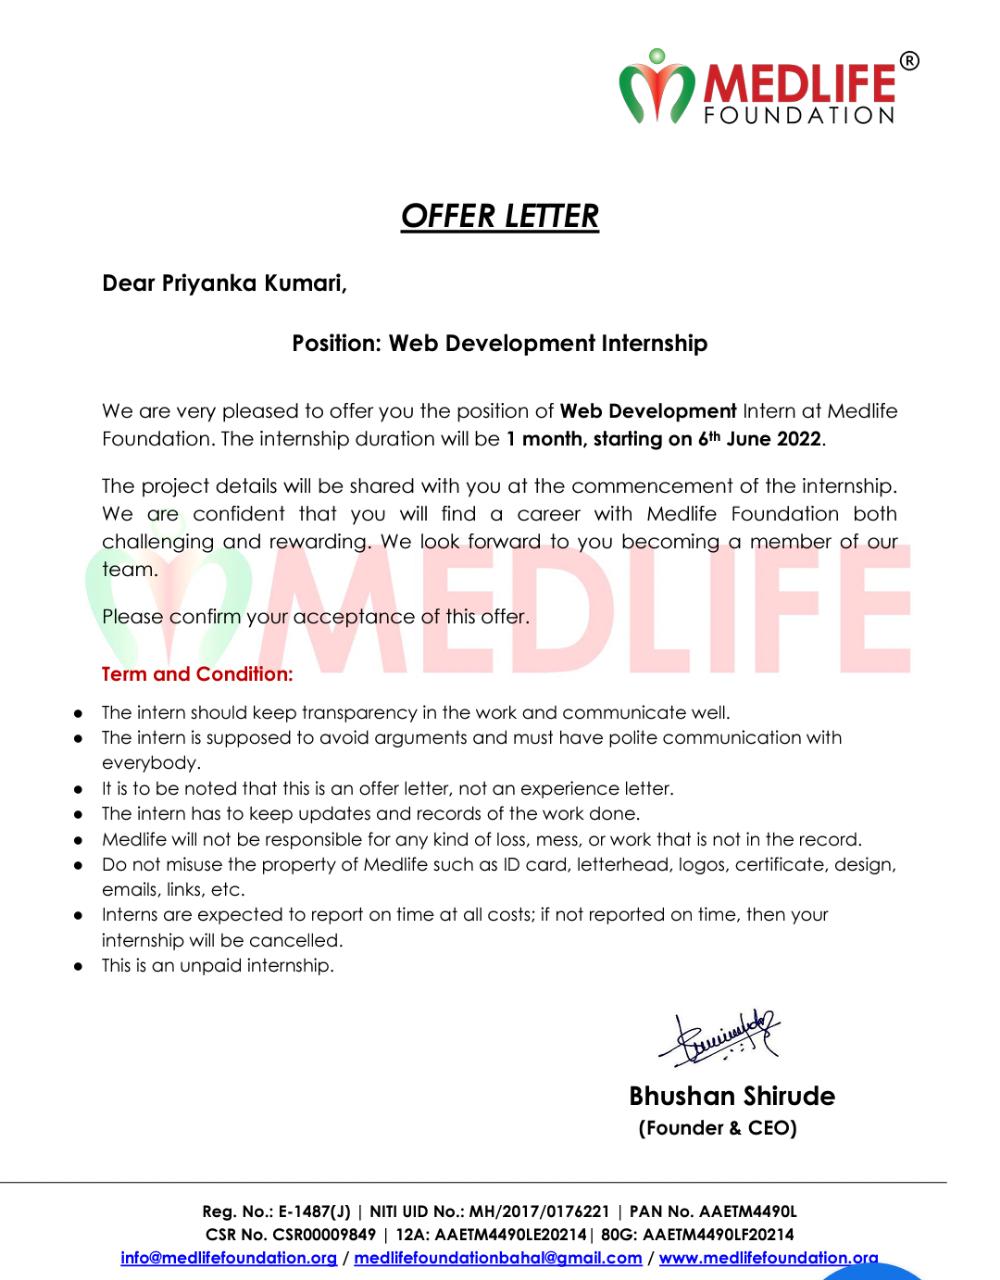 MEDLIFE ®
FOUNDATION
OFFER LETTER
Dear Priyanka Kumari,
Position: Web Development Internship
We are very pleased to offer you the position of Web Development Intern at Medlife
Foundation. The internship duration will be 1 month, starting on 6th June 2022.
The project details will be shared with you at the commencement of the internship.
We are confident that you will find a career with Medlife Foundation both
challenging and rewarding. We look forward to you becoming a member of our
team.
MEDLIFE
Please confirm your acceptance of this offer.
Term and Condition:
● The intern should keep transparency in the work and communicate well.
● The intern is supposed to avoid arguments and must have polite communication with
everybody.
● It is to be noted that this is an offer letter, not an experience letter.
● The intern has to keep updates and records of the work done.
● Medlife will not be responsible for any kind of loss, mess, or work that is not in the record.
● Do not misuse the property of Medlife such as ID card, letterhead, logos, certificate, design,
emails, links, etc.
● Interns are expected to report on time at all costs; if not reported on time, then your
internship will be cancelled.
● This is an unpaid internship.
Bhushan Shirude
(Founder & CEO)
Reg. No.: E-1487(J) | NITI UID No.: MH/2017/0176221 | PAN No. AAETM4490L
CSR No. CSR00009849 | 12A: AAETM4490LE20214| 80G: AAETM4490LF20214
info@medlifefoundation.org / medlifefoundationbahal@gmail.com / www.medlifefoundation.org